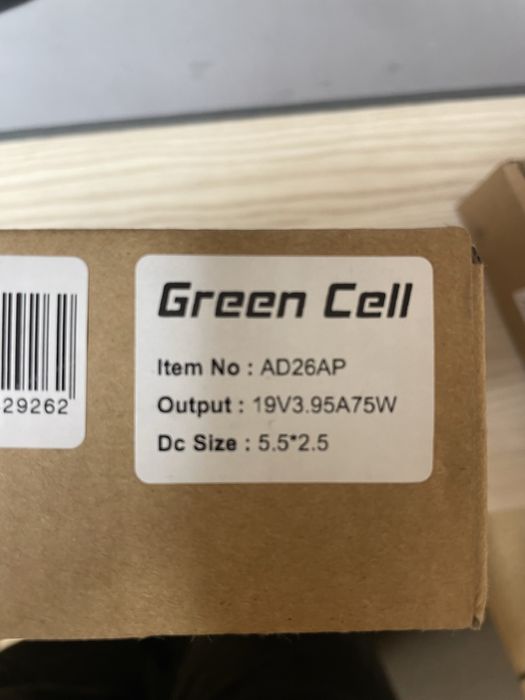 Green Cell
Item No : AD26AP
Output : 19V3.95A75W
Dc Size : 5.5*2.5
29262